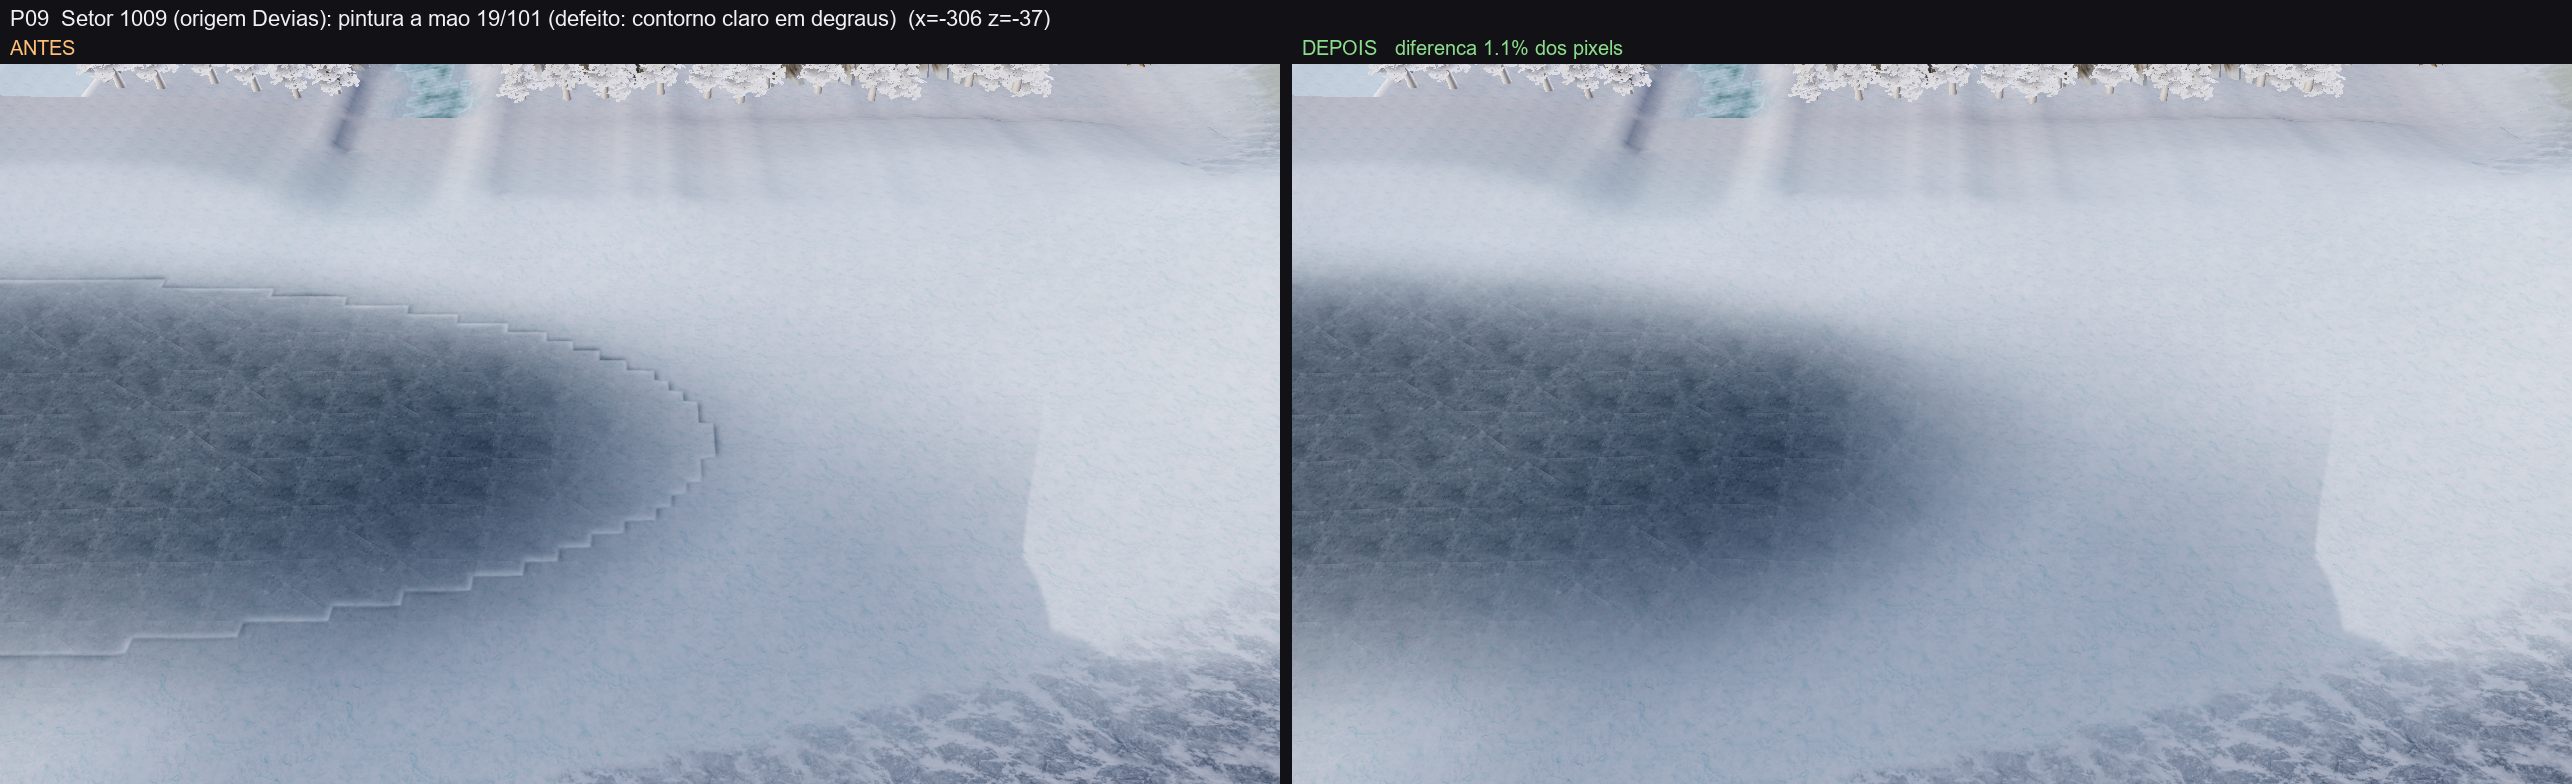 P09  Setor 1009 (origem Devias): pintura a mao 19/101 (defeito: contorno claro em degraus)  (x=-306 z=-37)
ANTES
DEPOIS   diferenca 1.1% dos pixels